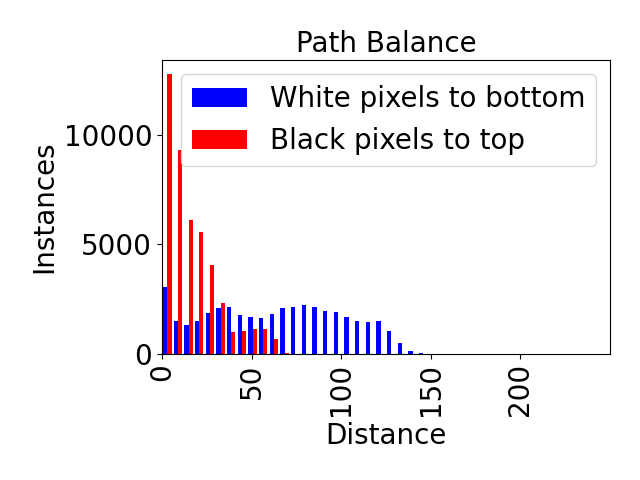 Path Balance
White pixels to bottom
Black pixels to top
Instances
10000
5000
0
0
50
100
150
200
Distance